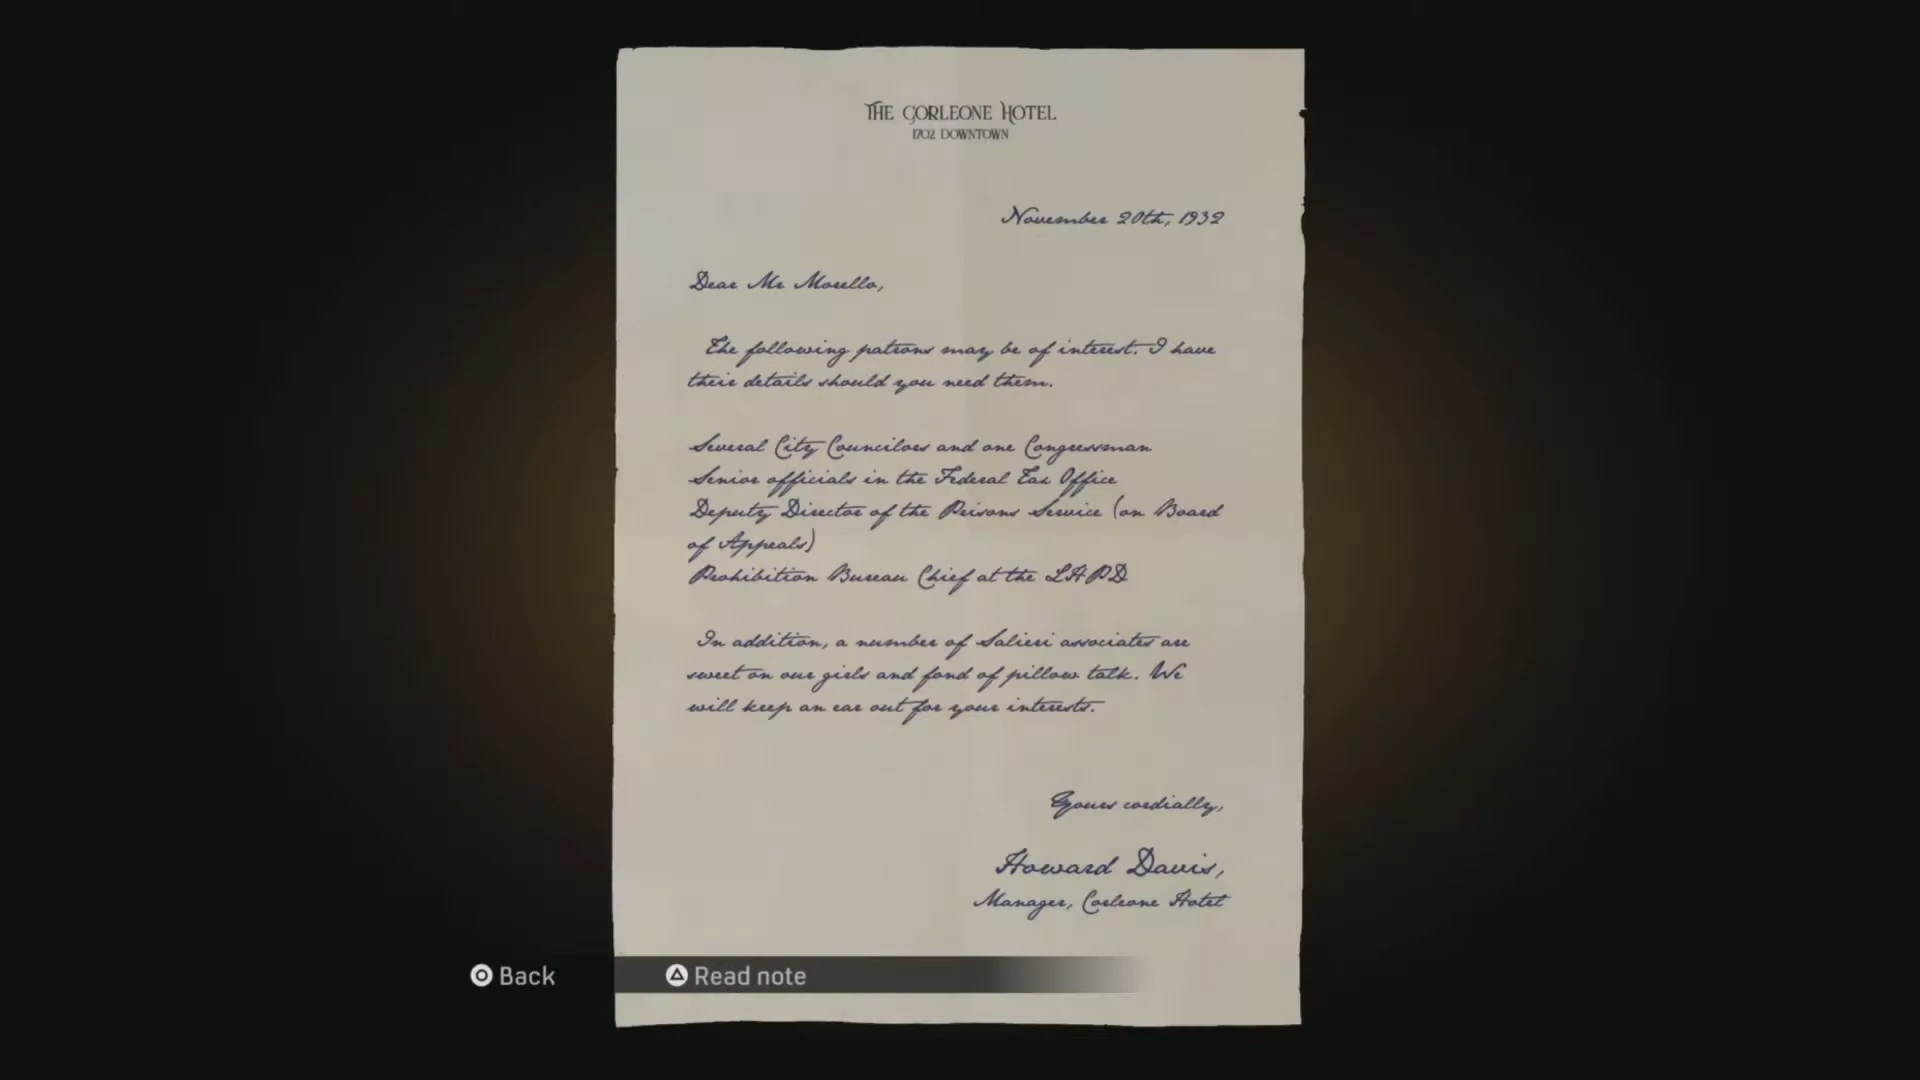 THE CORLEONE HOTEL
1702 DOWNTOWN
November 20th, 1932
Dear Mr Morello,
The following patrons may be of interest. I have
their details should you need them.
Several City Councilors and one Congressman
Senior officials in the Federal Tax Office
Deputy Director of the Prisons Service (on Board
of Appeals)
Prohibition Bureau Chief at the LHPD
In addition, a number of Salieri associates are
sweet on our girls and fond of pillow talk. We
will keep an ear out for your interests.
Yours cordially,
Howard Davis,
Manager, Corleone Hotel
Back
Read note